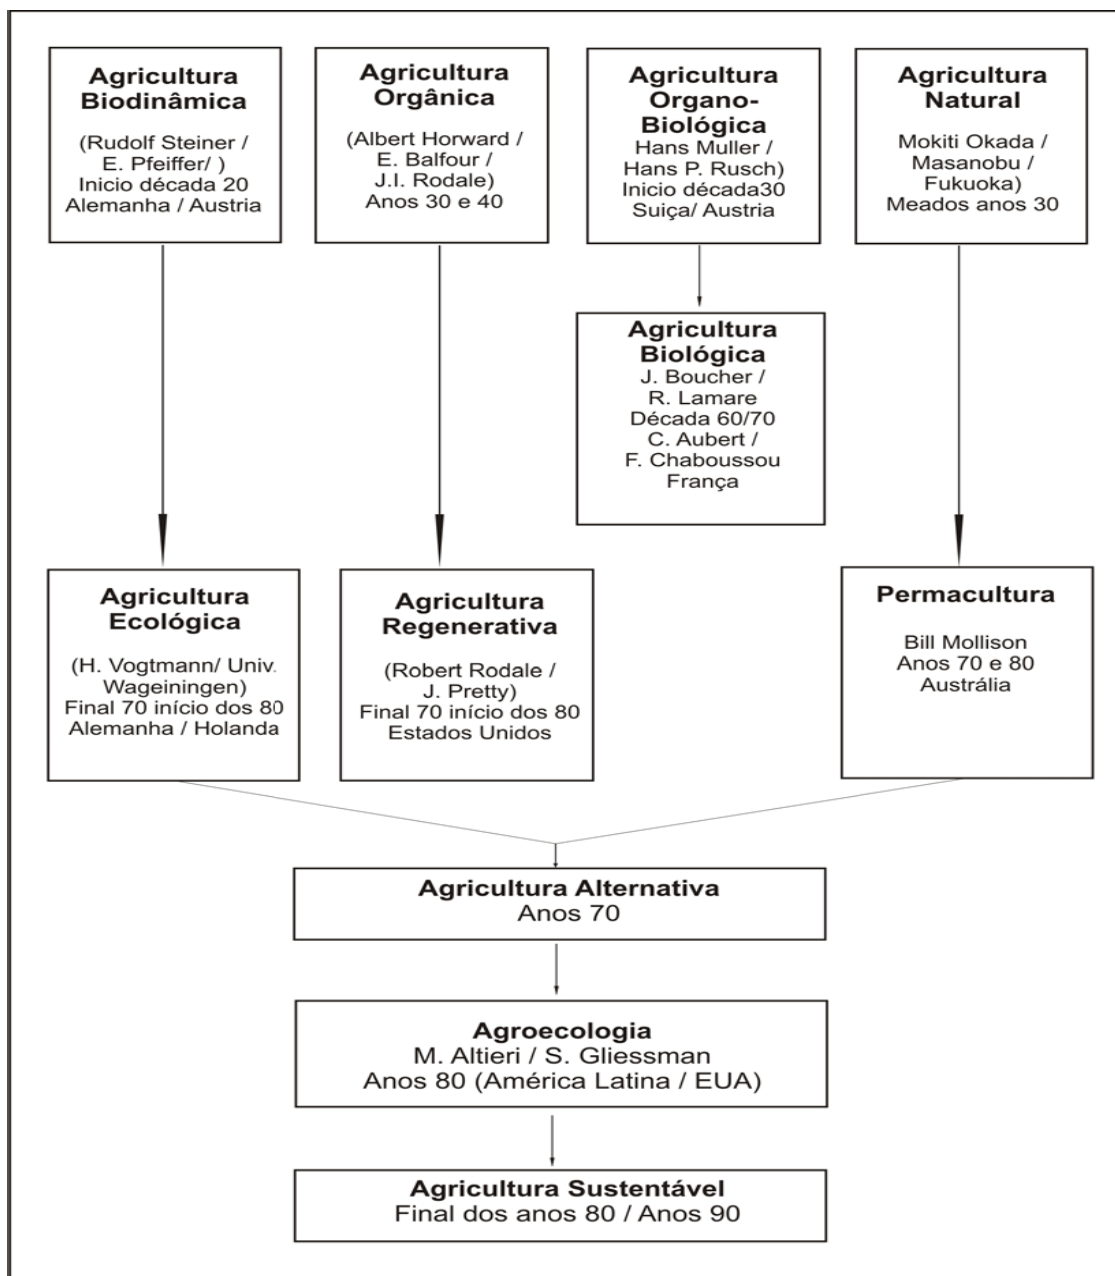 Agricultura
Biodinâmica
(Rudolf Steiner /
E. Pfeiffer/ )
Inicio década 20
Alemanha / Austria
Agricultura
Orgânica
(Albert Horward /
E. Balfour /
J.I. Rodale)
Anos 30 e 40
Agricultura
Organo-
Biológica
Hans Muller /
Hans P. Rusch)
Inicio década30
Suiça/ Austria
Agricultura
Natural
Mokiti Okada /
Masanobu /
Fukuoka)
Meados anos 30
Agricultura
Biológica
J. Boucher /
R. Lamare
Década 60/70
C. Aubert /
F. Chaboussou
França
Agricultura
Ecológica
(H. Vogtmann/ Univ.
Wageiningen)
Final 70 início dos 80
Alemanha / Holanda
Agricultura
Regenerativa
(Robert Rodale /
J. Pretty)
Final 70 início dos 80
Estados Unidos
Permacultura
Bill Mollison
Anos 70 e 80
Austrália
Agricultura Alternativa
Anos 70
Agroecologia
M. Altieri / S. Gliessman
Anos 80 (América Latina / EUA)
Agricultura Sustentável
Final dos anos 80 / Anos 90